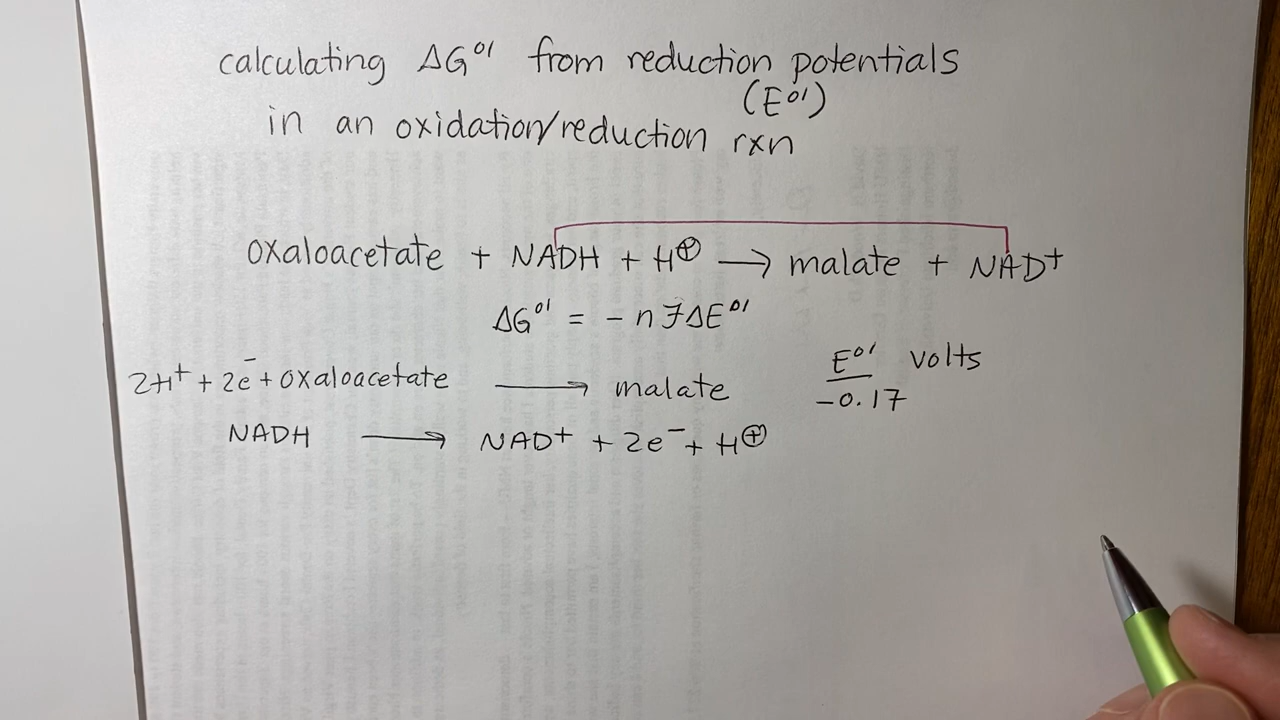 calculating ΔG°' from reduction potentials
(E°')
in an oxidation/reduction rxn
oxaloacetate + NADH + H⊕ → malate + NAD+
ΔG°' = - nℱΔE°'
E°' volts
2H+ + 2e- + oxaloacetate → malate -0.17
NADH → NAD+ + 2e- + H⊕